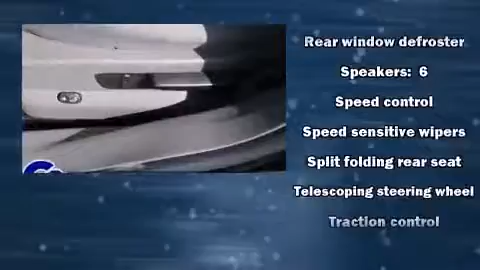 Rear window defroster
Speakers: 6
Speed control
Speed sensitive wipers
Split folding rear seat
Telescoping steering wheel
Traction control